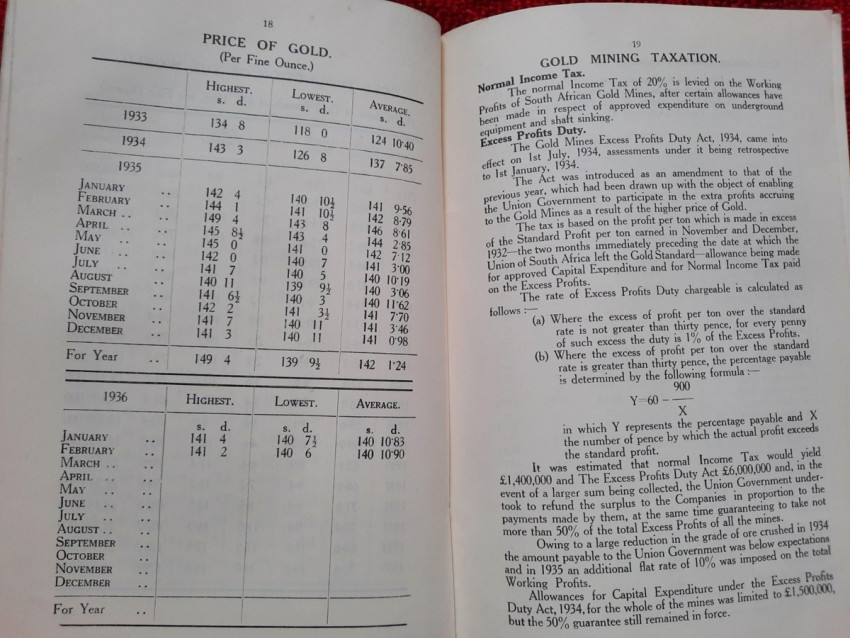 18
PRICE OF GOLD.
(Per Fine Ounce.)
HIGHEST. LOWEST. AVERAGE.
s. d. s. d. s. d.
1933 134 8 118 0 124 10·40
1934 143 3 126 8 137 7·85
1935
JANUARY .. 142 4 140 10½ 141 9·56
FEBRUARY .. 144 1 141 10½ 142 8·79
MARCH .. .. 149 4 143 8 146 8·61
APRIL .. .. 145 8½ 143 4 144 2·85
MAY .. .. 145 0 141 0 142 7·12
JUNE .. .. 142 0 140 7 141 3·00
JULY .. .. 141 7 140 5 140 10·19
AUGUST .. 140 11 139 9½ 140 3·06
SEPTEMBER .. 141 6½ 140 3 140 11·62
OCTOBER .. 142 2 141 3½ 141 7·70
NOVEMBER .. 141 7 140 11 141 3·46
DECEMBER .. 141 3 140 11 141 0·98
For Year .. 149 4 139 9½ 142 1·24
1936 HIGHEST. LOWEST. AVERAGE.
s. d. s. d. s. d.
JANUARY .. 141 4 140 7½ 140 10·83
FEBRUARY .. 141 2 140 6 140 10·90
MARCH .. ..
APRIL .. ..
MAY .. ..
JUNE .. ..
JULY .. ..
AUGUST .. ..
SEPTEMBER ..
OCTOBER ..
NOVEMBER ..
DECEMBER ..
For Year ..
19
GOLD MINING TAXATION.
Normal Income Tax.
The normal Income Tax of 20% is levied on the Working
Profits of South African Gold Mines, after certain allowances have
been made in respect of approved expenditure on underground
equipment and shaft sinking.
Excess Profits Duty.
The Gold Mines Excess Profits Duty Act, 1934, came into
effect on 1st July, 1934, assessments under it being retrospective
to 1st January, 1934.
The Act was introduced as an amendment to that of the
previous year, which had been drawn up with the object of enabling
the Union Government to participate in the extra profits accruing
to the Gold Mines as a result of the higher price of Gold.
The tax is based on the profit per ton which is made in excess
of the Standard Profit per ton earned in November and December,
1932—the two months immediately preceding the date at which the
Union of South Africa left the Gold Standard—allowance being made
for approved Capital Expenditure and for Normal Income Tax paid
on the Excess Profits.
The rate of Excess Profits Duty chargeable is calculated as
follows :—
(a) Where the excess of profit per ton over the standard
rate is not greater than thirty pence, for every penny
of such excess the duty is 1% of the Excess Profits.
(b) Where the excess of profit per ton over the standard
rate is greater than thirty pence, the percentage payable
is determined by the following formula :—
900
Y=60 - ——
X
in which Y represents the percentage payable and X
the number of pence by which the actual profit exceeds
the standard profit.
It was estimated that normal Income Tax would yield
£1,400,000 and The Excess Profits Duty Act £6,000,000 and, in the
event of a larger sum being collected, the Union Government under-
took to refund the surplus to the Companies in proportion to the
payments made by them, at the same time guaranteeing to take not
more than 50% of the total Excess Profits of all the mines.
Owing to a large reduction in the grade of ore crushed in 1934
the amount payable to the Union Government was below expectations
and in 1935 an additional flat rate of 10% was imposed on the total
Working Profits.
Allowances for Capital Expenditure under the Excess Profits
Duty Act, 1934, for the whole of the mines was limited to £1,500,000,
but the 50% guarantee still remained in force.